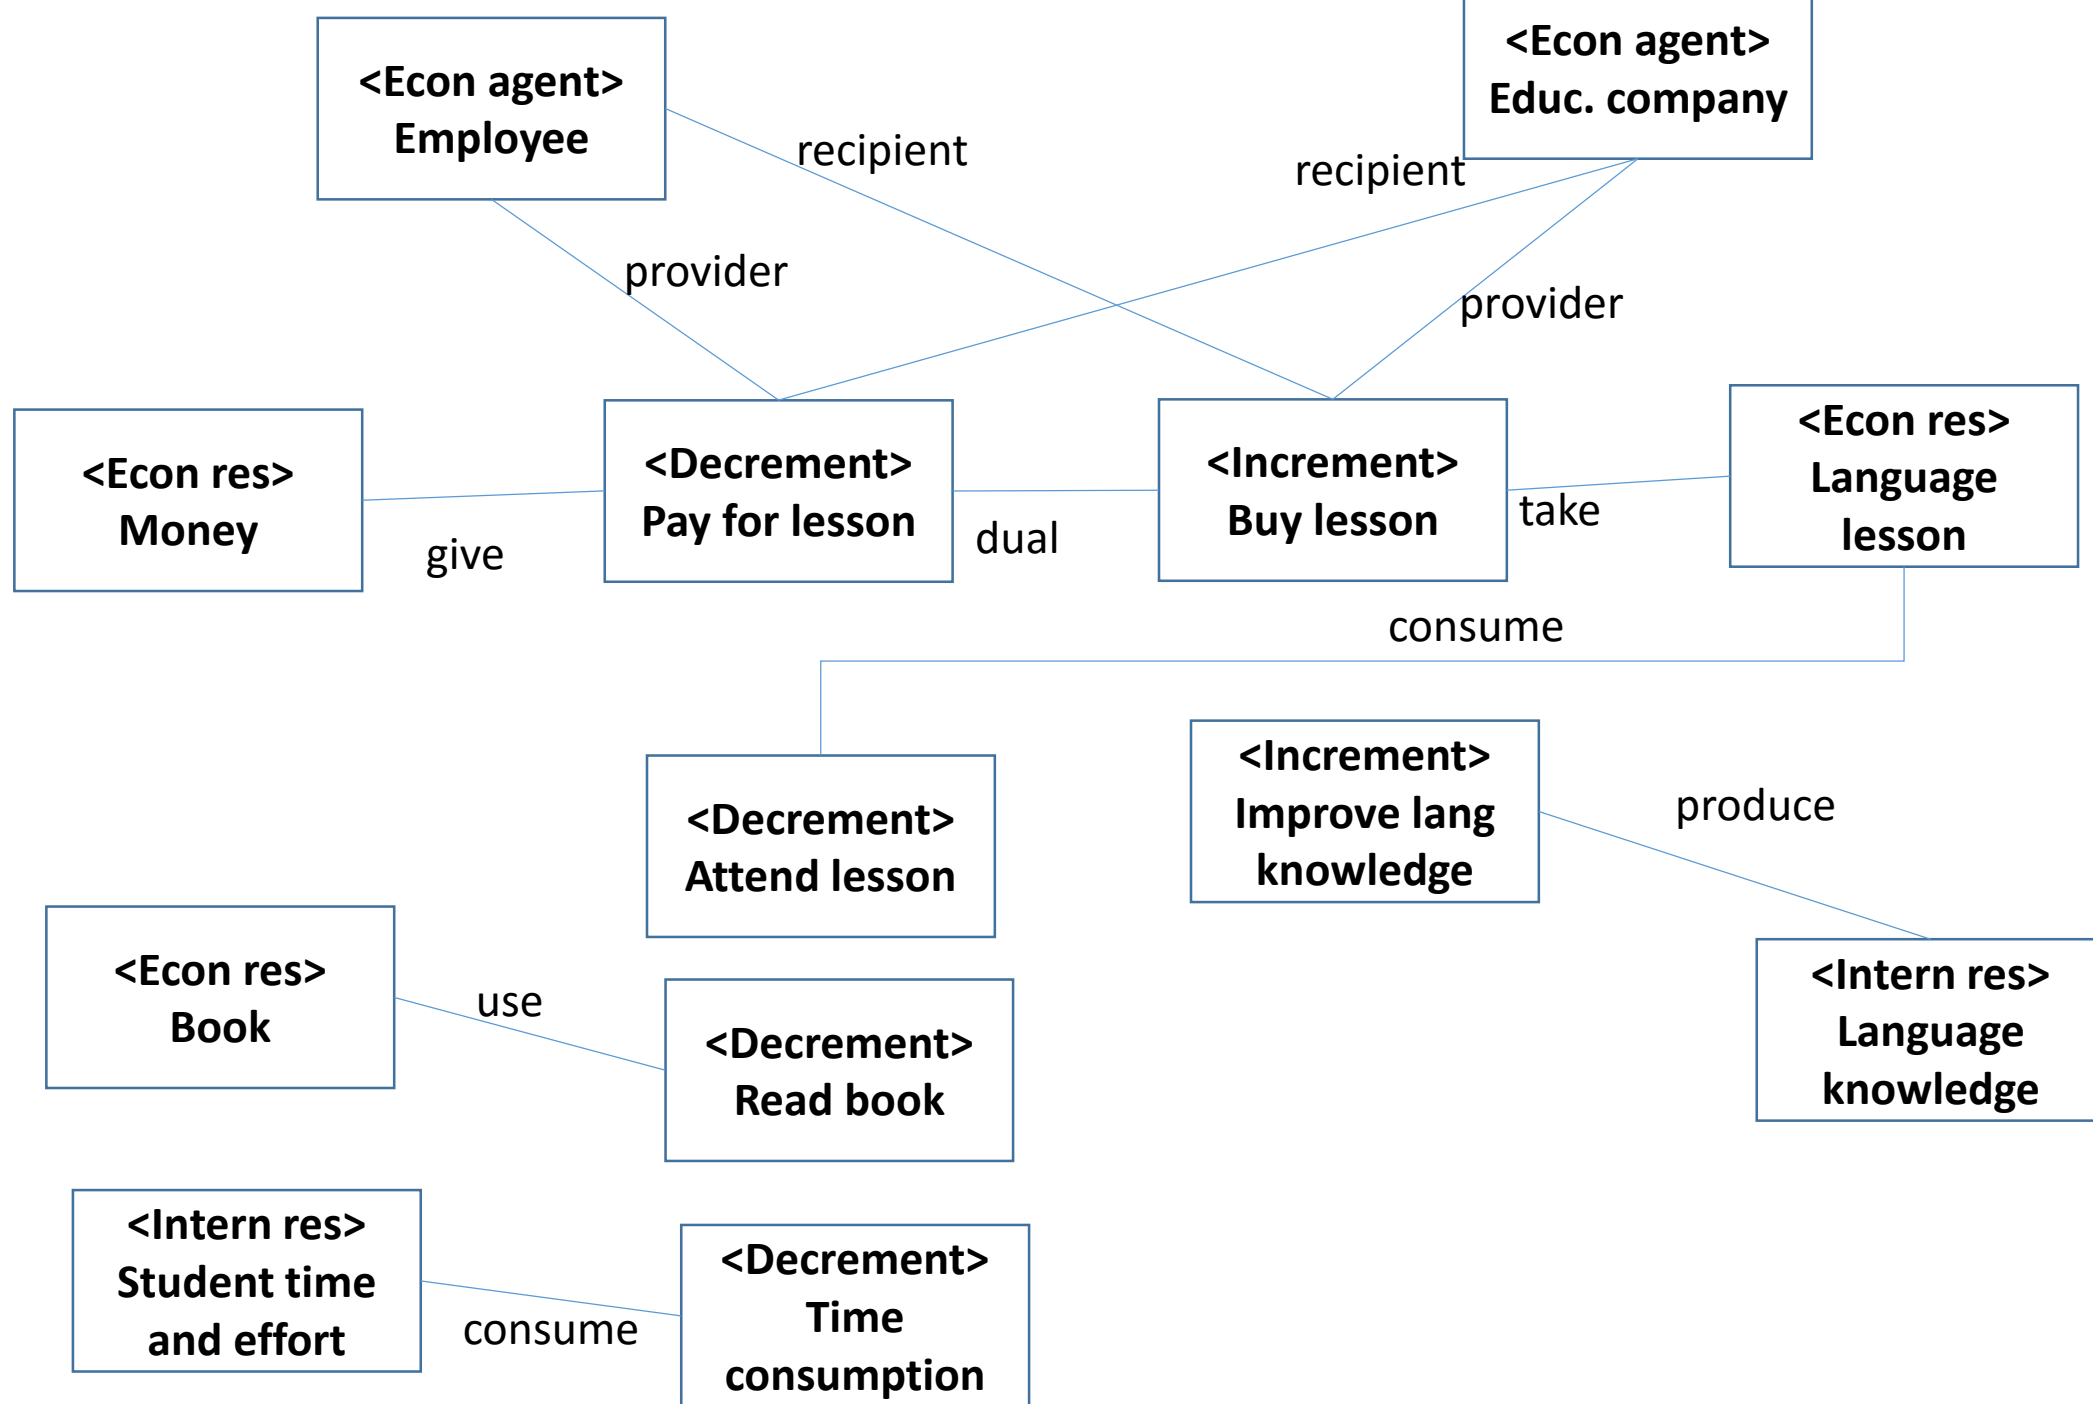 <Econ agent>
Employee
<Econ agent>
Educ. company
recipient
recipient
provider
provider
<Econ res>
Money
give
<Decrement>
Pay for lesson
dual
<Increment>
Buy lesson
take
<Econ res>
Language
lesson
consume
<Decrement>
Attend lesson
<Increment>
Improve lang
knowledge
produce
<Intern res>
Language
knowledge
<Econ res>
Book
use
<Decrement>
Read book
<Intern res>
Student time
and effort
consume
<Decrement>
Time
consumption